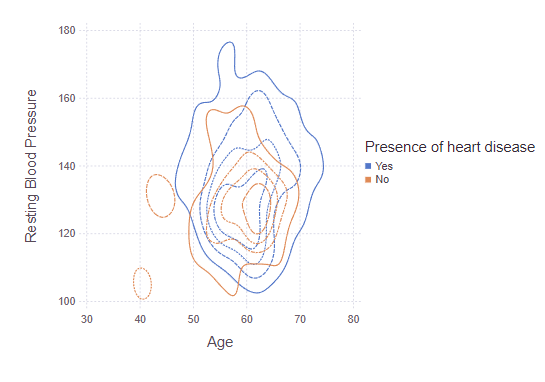 180
160
140
120
100
30 40 50 60 70 80
Resting Blood Pressure
Age
Presence of heart disease
Yes
No